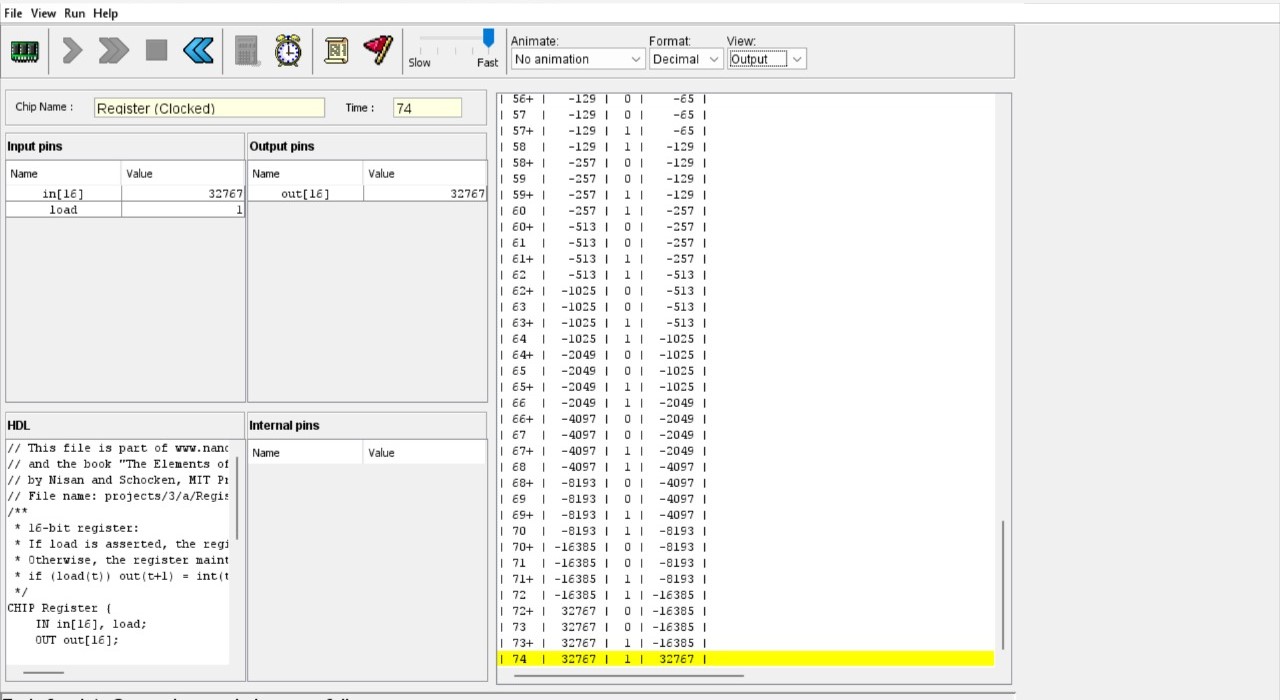 File View Run Help
Animate: Format: View:
Slow Fast No animation Decimal Output
Chip Name : Register (Clocked) Time : 74
Input pins
Name Value
in[16] 32767
load 1
Output pins
Name Value
out[16] 32767
HDL
// This file is part of www.nand
// and the book "The Elements of
// by Nisan and Schocken, MIT Pr
// File name: projects/3/a/Regis
/**
* 16-bit register:
* If load is asserted, the regi
* Otherwise, the register maint
* if (load(t)) out(t+1) = int(t
*/
CHIP Register {
IN in[16], load;
OUT out[16];
Internal pins
Name Value
| 56+ | -129 | 0 | -65 |
| 57 | -129 | 0 | -65 |
| 57+ | -129 | 1 | -65 |
| 58 | -129 | 1 | -129 |
| 58+ | -257 | 0 | -129 |
| 59 | -257 | 0 | -129 |
| 59+ | -257 | 1 | -129 |
| 60 | -257 | 1 | -257 |
| 60+ | -513 | 0 | -257 |
| 61 | -513 | 0 | -257 |
| 61+ | -513 | 1 | -257 |
| 62 | -513 | 1 | -513 |
| 62+ | -1025 | 0 | -513 |
| 63 | -1025 | 0 | -513 |
| 63+ | -1025 | 1 | -513 |
| 64 | -1025 | 1 | -1025 |
| 64+ | -2049 | 0 | -1025 |
| 65 | -2049 | 0 | -1025 |
| 65+ | -2049 | 1 | -1025 |
| 66 | -2049 | 1 | -2049 |
| 66+ | -4097 | 0 | -2049 |
| 67 | -4097 | 0 | -2049 |
| 67+ | -4097 | 1 | -2049 |
| 68 | -4097 | 1 | -4097 |
| 68+ | -8193 | 0 | -4097 |
| 69 | -8193 | 0 | -4097 |
| 69+ | -8193 | 1 | -4097 |
| 70 | -8193 | 1 | -8193 |
| 70+ | -16385 | 0 | -8193 |
| 71 | -16385 | 0 | -8193 |
| 71+ | -16385 | 1 | -8193 |
| 72 | -16385 | 1 | -16385 |
| 72+ | 32767 | 0 | -16385 |
| 73 | 32767 | 0 | -16385 |
| 73+ | 32767 | 1 | -16385 |
| 74 | 32767 | 1 | 32767 |